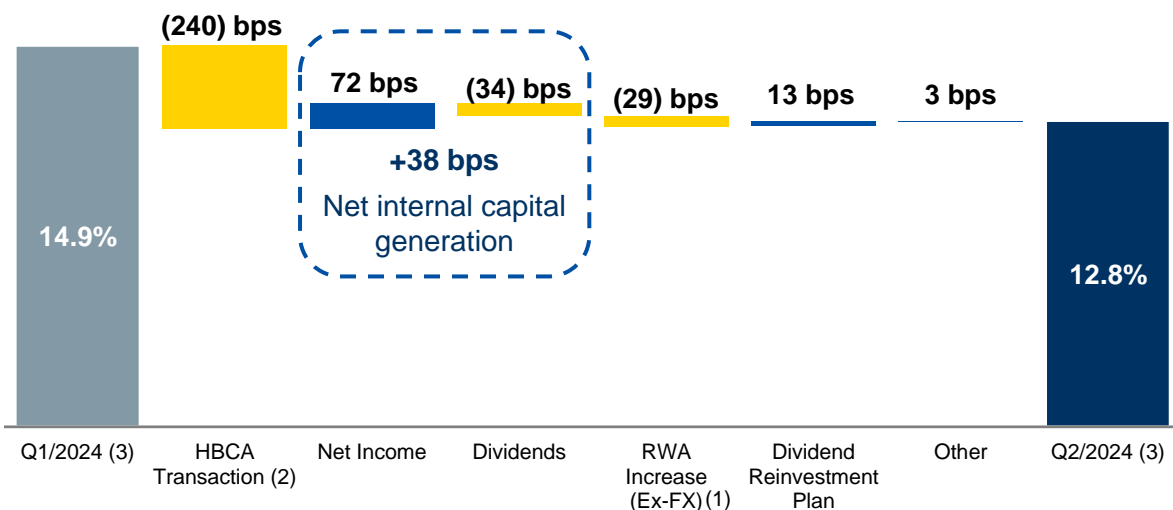 (240) bps
72 bps
(34) bps
(29) bps
13 bps
3 bps
+38 bps
Net internal capital
generation
14.9%
12.8%
Q1/2024 (3)
HBCA
Transaction (2)
Net Income
Dividends
RWA
Increase
(Ex-FX) (1)
Dividend
Reinvestment
Plan
Other
Q2/2024 (3)